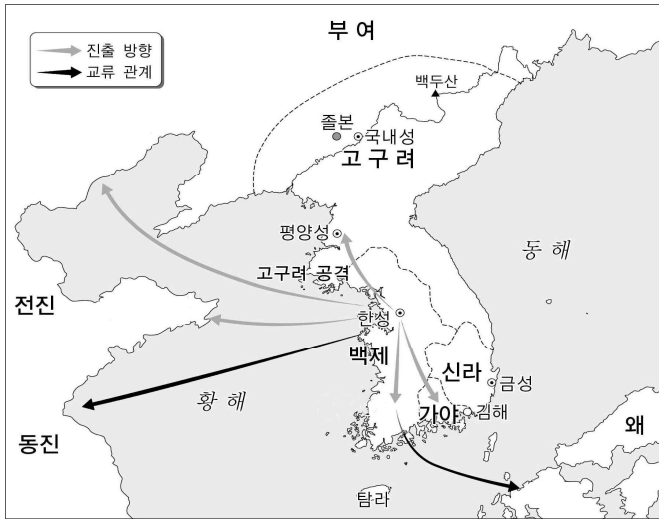 부여
진출 방향
교류 관계
백두산
졸본
국내성
고구려
평양성
동해
고구려 공격
전진
한성
백제
신라
금성
황해
가야
김해
왜
동진
탐라